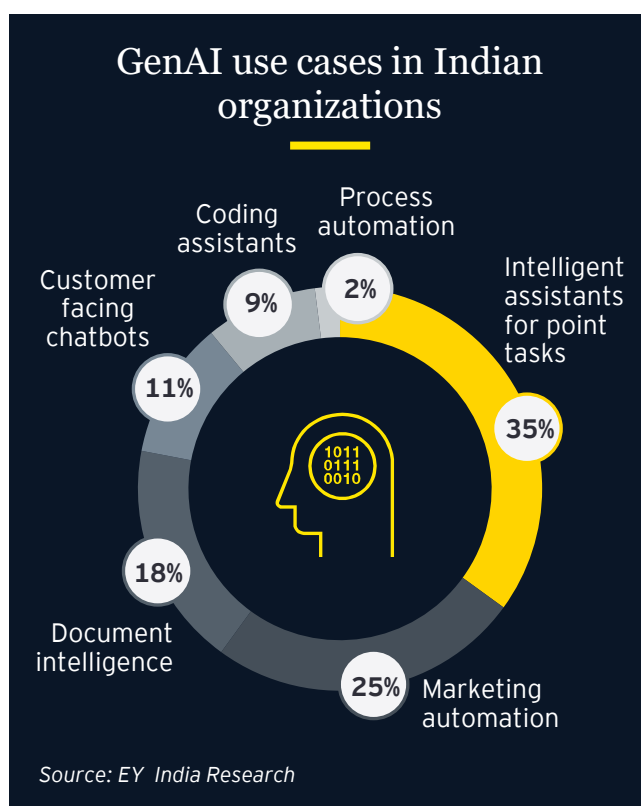 GenAI use cases in Indian
organizations
Process
automation
2%
Coding
assistants
9%
Customer
facing
chatbots
11%
Intelligent
assistants
for point
tasks
35%
1011
0111
0010
18%
Document
intelligence
25%
Marketing
automation
Source: EY India Research